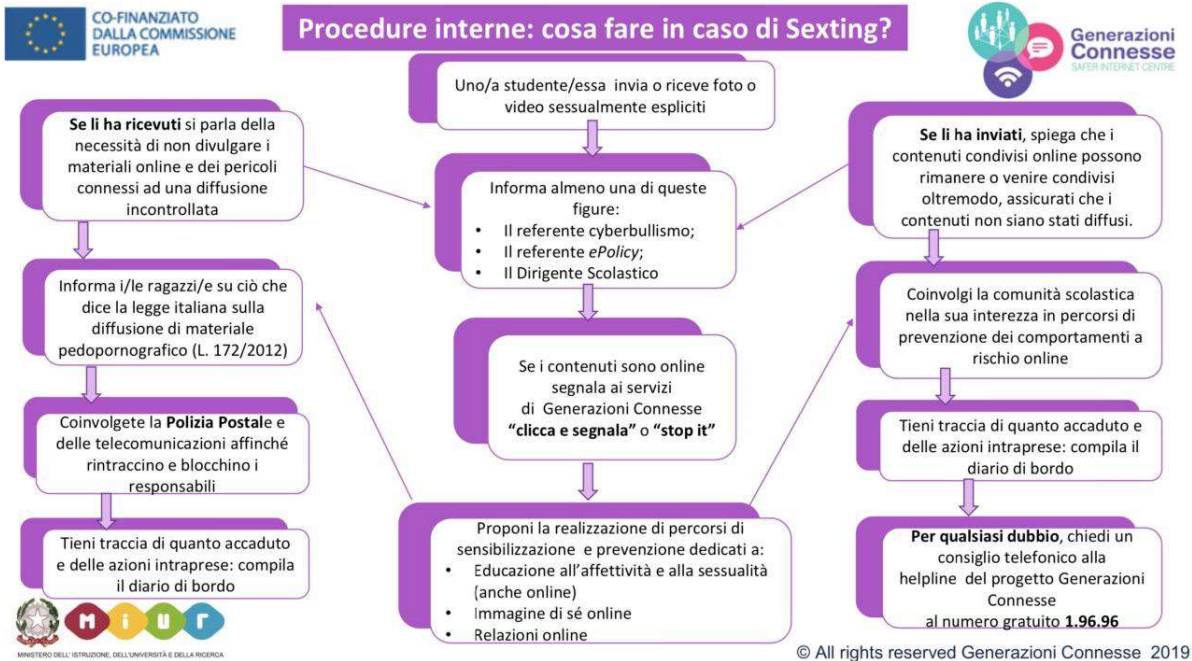 CO-FINANZIATO
DALLA COMMISSIONE
EUROPEA
Procedure interne: cosa fare in caso di Sexting?
Generazioni
Connesse
SAFER INTERNET CENTRE
Uno/a studente/essa invia o riceve foto o
video sessualmente espliciti
Se li ha ricevuti si parla della
necessità di non divulgare i
materiali online e dei pericoli
connessi ad una diffusione
incontrollata
Informa almeno una di queste
figure:
• Il referente cyberbullismo;
• Il referente ePolicy;
• Il Dirigente Scolastico
Se li ha inviati, spiega che i
contenuti condivisi online possono
rimanere o venire condivisi
oltremodo, assicurati che i
contenuti non siano stati diffusi.
Informa i/le ragazzi/e su ciò che
dice la legge italiana sulla
diffusione di materiale
pedopornografico (L. 172/2012)
Se i contenuti sono online
segnala ai servizi
di Generazioni Connesse
“clicca e segnala” o “stop it”
Coinvolgi la comunità scolastica
nella sua interezza in percorsi di
prevenzione dei comportamenti a
rischio online
Coinvolgete la Polizia Postale e
delle telecomunicazioni affinché
rintraccino e blocchino i
responsabili
Tieni traccia di quanto accaduto e
delle azioni intraprese: compila il
diario di bordo
Tieni traccia di quanto accaduto
e delle azioni intraprese: compila
il diario di bordo
Proponi la realizzazione di percorsi di
sensibilizzazione e prevenzione dedicati a:
• Educazione all’affettività e alla sessualità
(anche online)
• Immagine di sé online
• Relazioni online
Per qualsiasi dubbio, chiedi un
consiglio telefonico alla
helpline del progetto Generazioni
Connesse
al numero gratuito 1.96.96
M i U r
MINISTERO DELL' ISTRUZIONE, DELL'UNIVERSITÀ E DELLA RICERCA
© All rights reserved Generazioni Connesse 2019